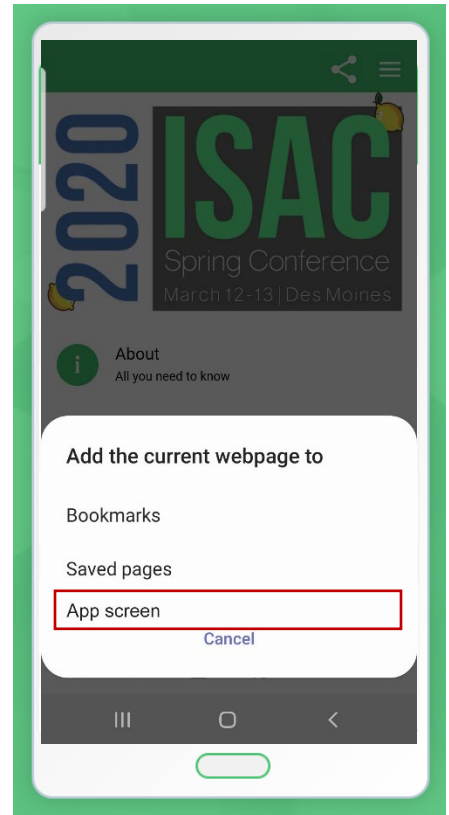 2020
ISAC
Spring Conference
March 12-13 | Des Moines
i
About
All you need to know
Add the current webpage to
Bookmarks
Saved pages
App screen
Cancel